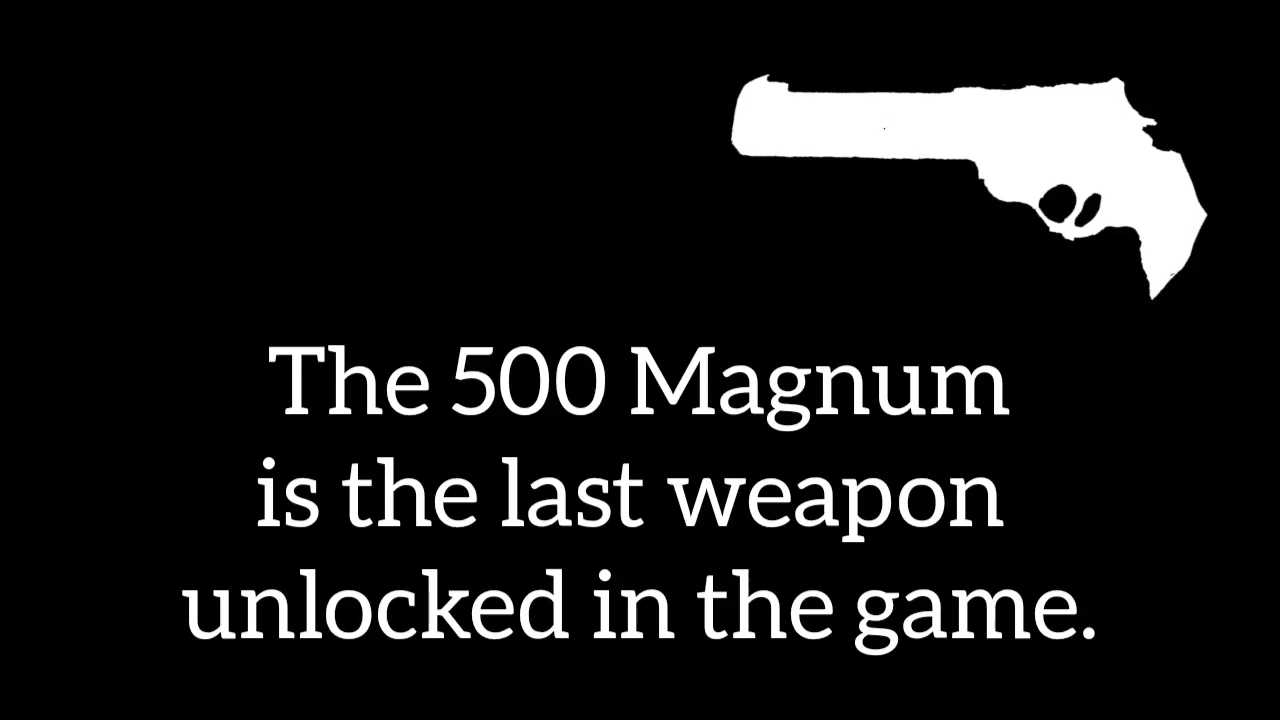 The 500 Magnum
is the last weapon
unlocked in the game.